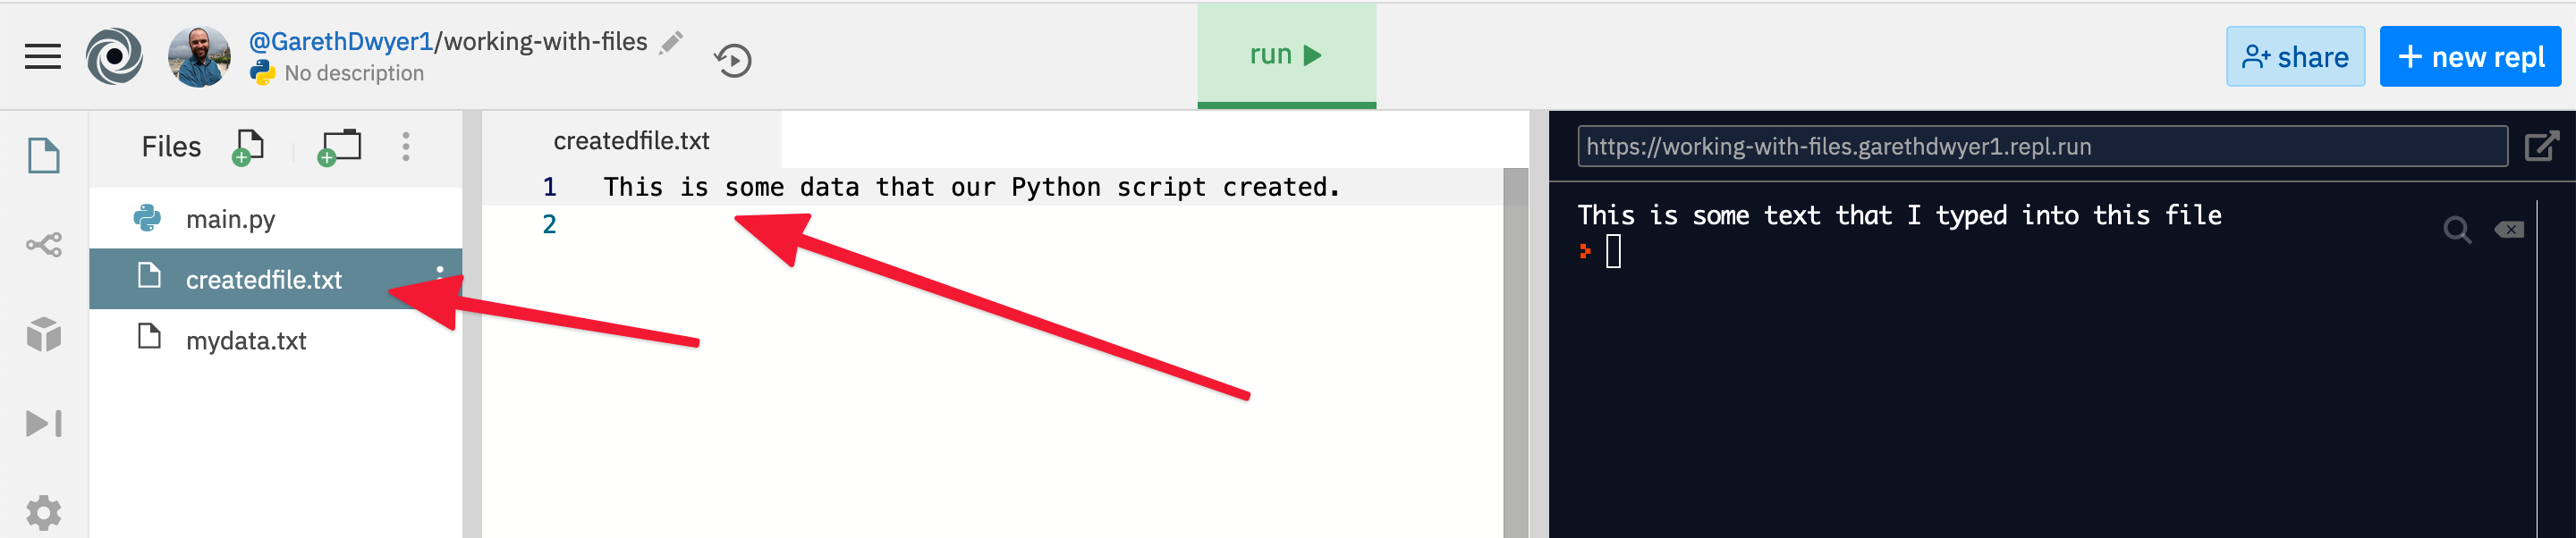 @GarethDwyer1/working-with-files
No description
run
share
+ new repl
Files
main.py
createdfile.txt
mydata.txt
createdfile.txt
1 This is some data that our Python script created.
2
https://working-with-files.garethdwyer1.repl.run
This is some text that I typed into this file